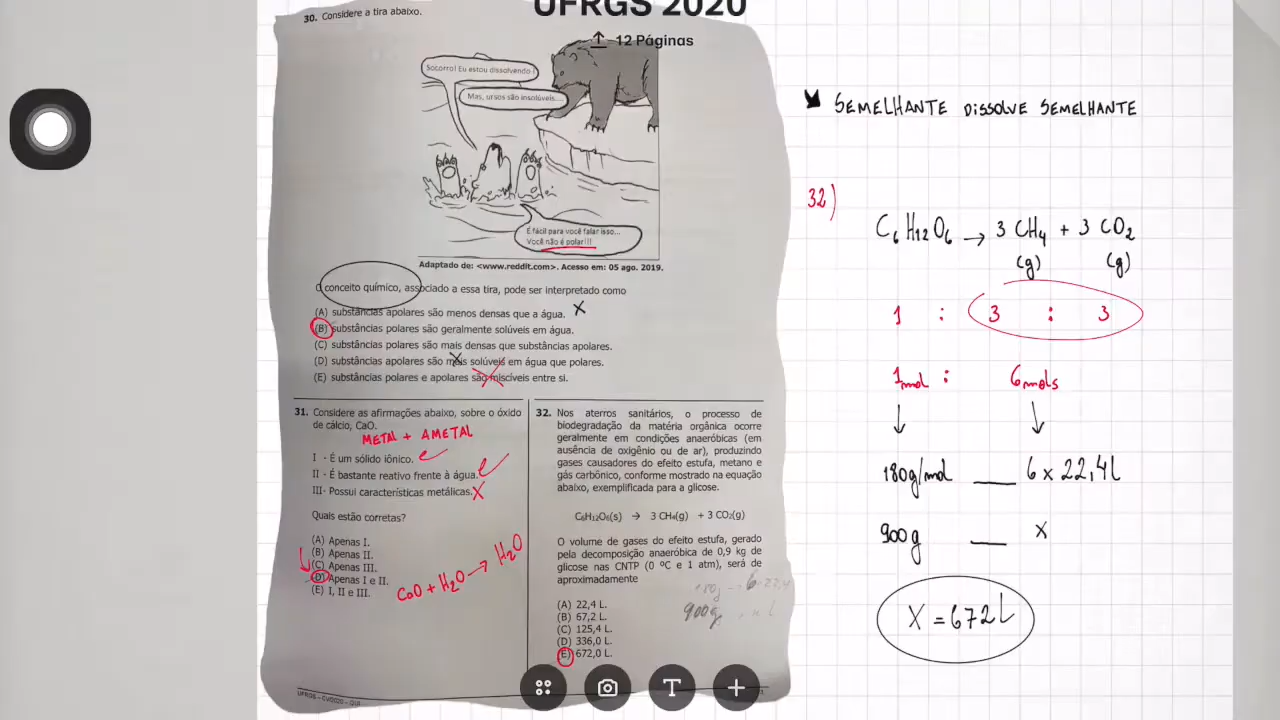 UFRGS 2020
12 Páginas
30. Considere a tira abaixo.
Socorro! Eu estou dissolvendo!
Mas, ursos são insolúveis...
É fácil para você falar isso...
Você não é polar!!!
Adaptado de: <www.reddit.com>. Acesso em: 05 ago. 2019.
O conceito químico, associado a essa tira, pode ser interpretado como
(A) substâncias apolares são menos densas que a água. X
(B) substâncias polares são geralmente solúveis em água.
(C) substâncias polares são mais densas que substâncias apolares.
(D) substâncias apolares são mais solúveis em água que polares.
(E) substâncias polares e apolares são miscíveis entre si.
31. Considere as afirmações abaixo, sobre o óxido
de cálcio, CaO.
METAL + AMETAL
I - É um sólido iônico.
II - É bastante reativo frente à água.
III- Possui características metálicas. X
Quais estão corretas?
(A) Apenas I.
(B) Apenas II.
(C) Apenas III.
(D) Apenas I e II.
(E) I, II e III.
CaO + H2O → H2O
32. Nos aterros sanitários, o processo de
biodegradação da matéria orgânica ocorre
geralmente em condições anaeróbicas (em
ausência de oxigênio ou de ar), produzindo
gases causadores do efeito estufa, metano e
gás carbônico, conforme mostrado na equação
abaixo, exemplificada para a glicose.
C6H12O6(s) → 3 CH4(g) + 3 CO2(g)
O volume de gases do efeito estufa, gerado
pela decomposição anaeróbica de 0,9 kg de
glicose nas CNTP (0 ºC e 1 atm), será de
aproximadamente
180g -- 6·22,4
900g
(A) 22,4 L.
(B) 67,2 L.
(C) 125,4 L.
(D) 336,0 L.
(E) 672,0 L.
UFRGS – CV2020 – QUI
SEMELHANTE DISSOLVE SEMELHANTE
32)
C6H12O6 → 3 CH4 + 3 CO2
(g) (g)
1 : 3 : 3
1mol : 6mols
180g/mol ___ 6 x 22,4L
900g ___ X
X = 672L
T